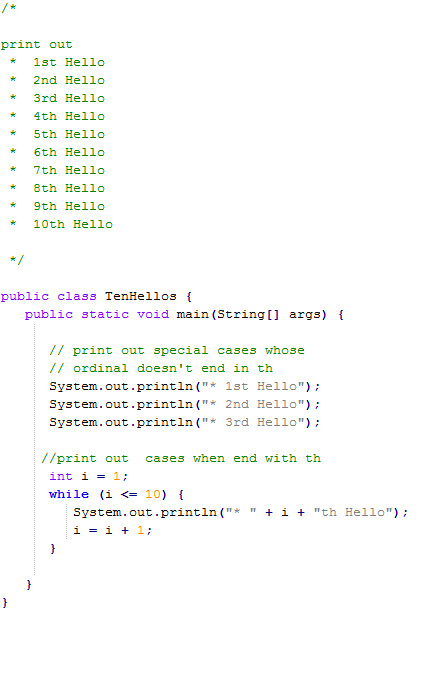 /*
print out
 *  1st Hello
 *  2nd Hello
 *  3rd Hello
 *  4th Hello
 *  5th Hello
 *  6th Hello
 *  7th Hello
 *  8th Hello
 *  9th Hello
 *  10th Hello
 */
public class TenHellos {
   public static void main(String[] args) {
      // print out special cases whose
      // ordinal doesn't end in th
      System.out.println("* 1st Hello");
      System.out.println("* 2nd Hello");
      System.out.println("* 3rd Hello");
     //print out  cases when end with th
      int i = 1;
      while (i <= 10) {
         System.out.println("* " + i + "th Hello");
         i = i + 1;
      }
   }
}